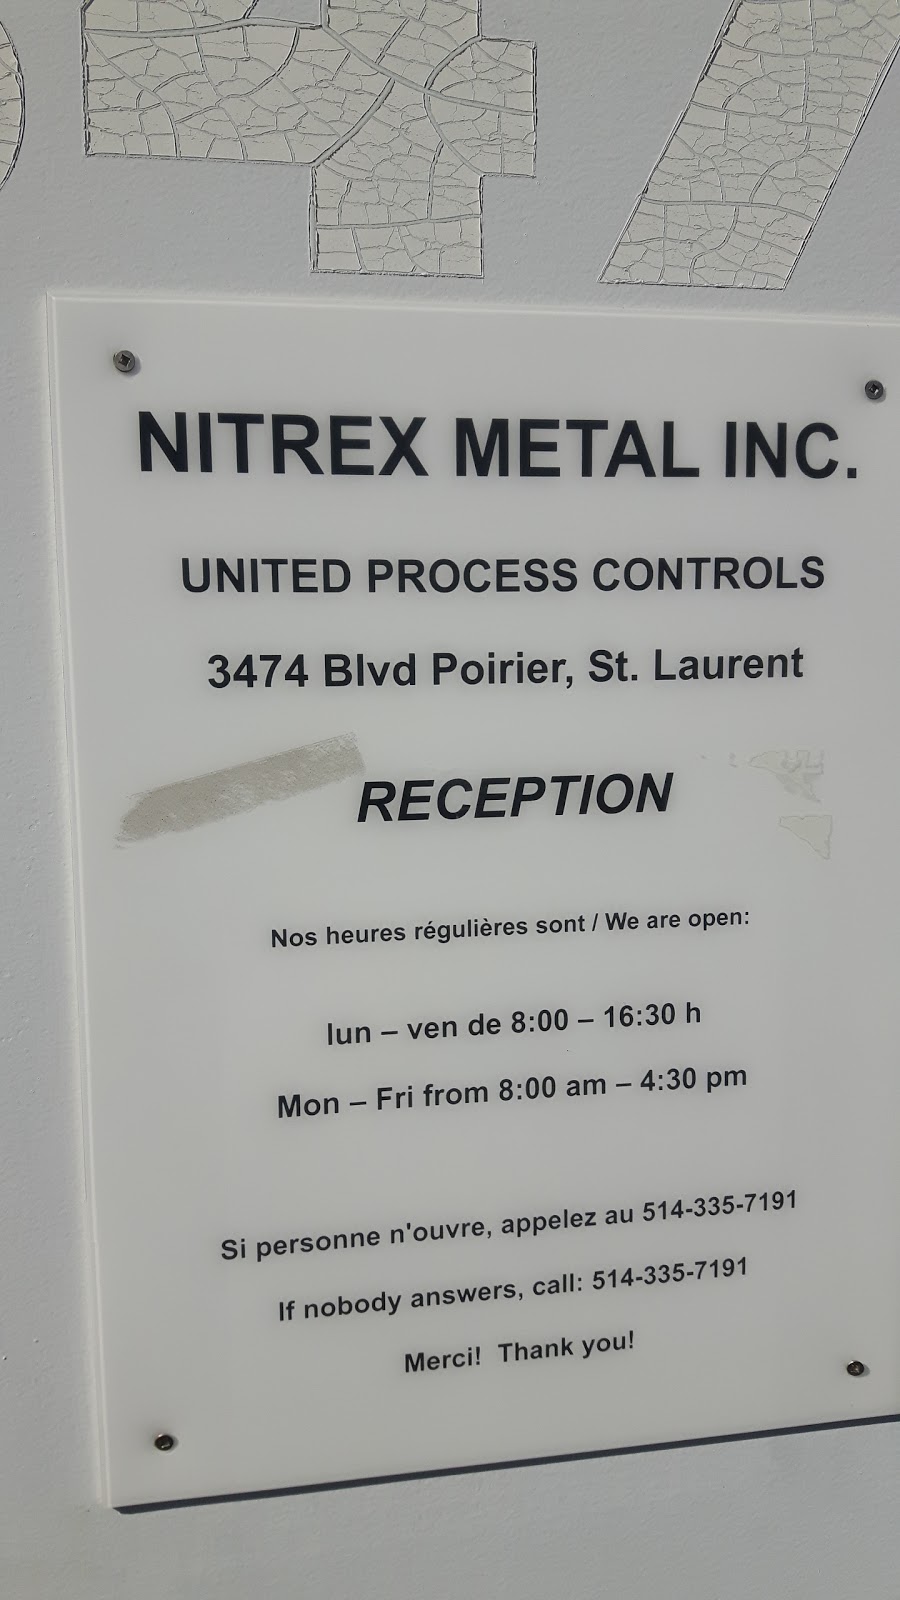 47
NITREX METAL INC.
UNITED PROCESS CONTROLS
3474 Blvd Poirier, St. Laurent
RECEPTION
Nos heures régulières sont / We are open:
lun – ven de 8:00 – 16:30 h
Mon – Fri from 8:00 am – 4:30 pm
Si personne n'ouvre, appelez au 514-335-7191
If nobody answers, call: 514-335-7191
Merci!  Thank you!